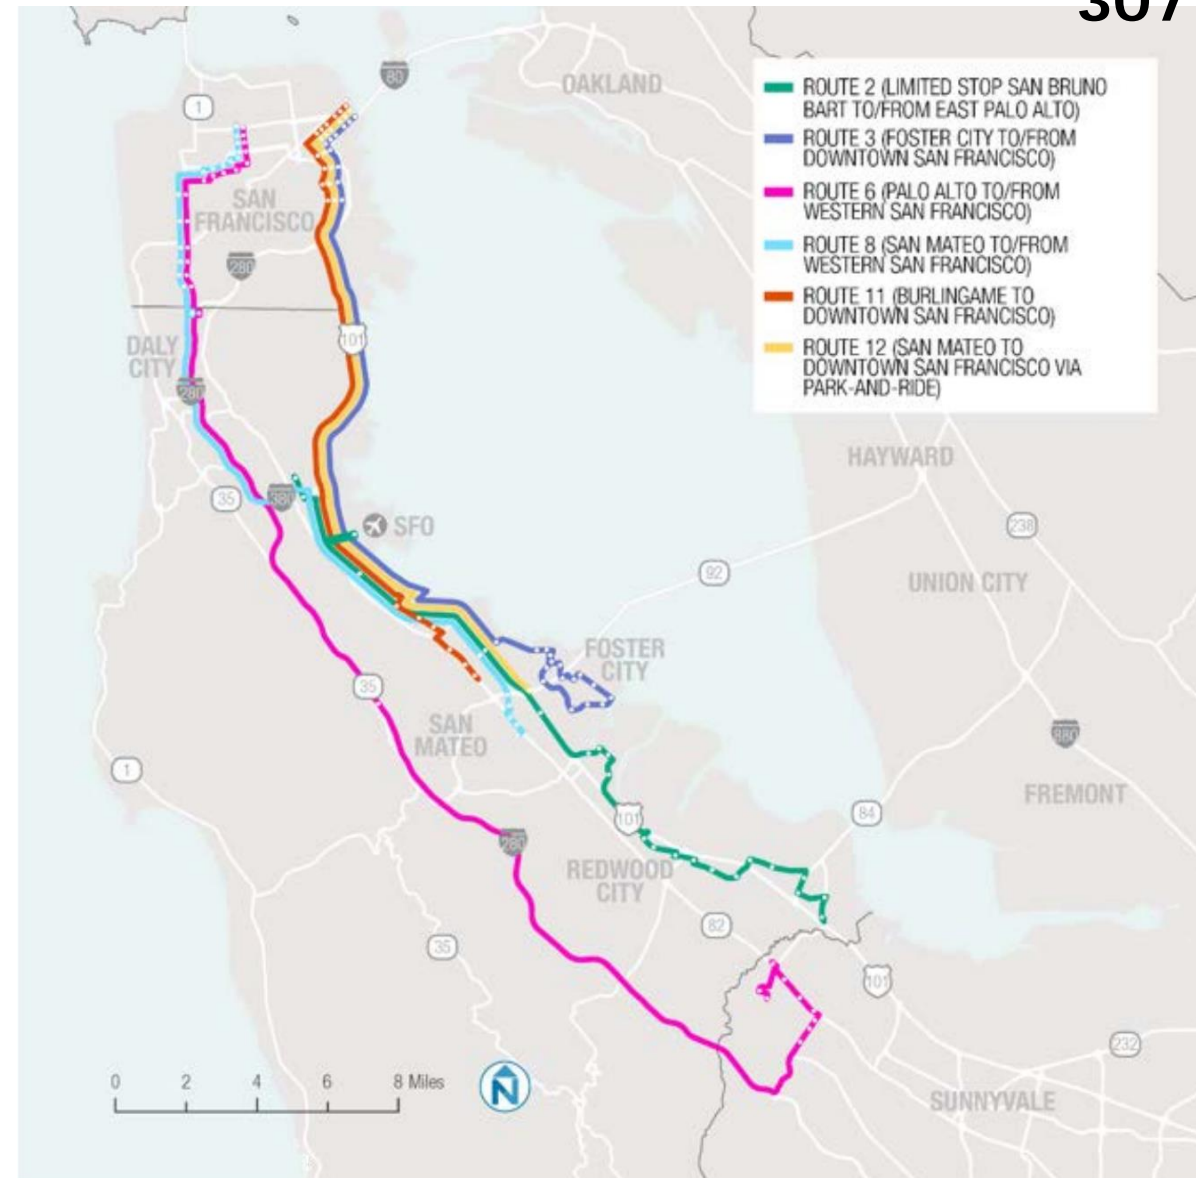 307
80
OAKLAND
1
ROUTE 2 (LIMITED STOP SAN BRUNO
BART TO/FROM EAST PALO ALTO)
ROUTE 3 (FOSTER CITY TO/FROM
DOWNTOWN SAN FRANCISCO)
ROUTE 6 (PALO ALTO TO/FROM
WESTERN SAN FRANCISCO)
ROUTE 8 (SAN MATEO TO/FROM
WESTERN SAN FRANCISCO)
ROUTE 11 (BURLINGAME TO
DOWNTOWN SAN FRANCISCO)
ROUTE 12 (SAN MATEO TO
DOWNTOWN SAN FRANCISCO VIA
PARK-AND-RIDE)
SAN
FRANCISCO
280
101
DALY
CITY
280
HAYWARD
35
380
SFO
238
92
UNION CITY
FOSTER
CITY
35
SAN
MATEO
880
1
FREMONT
84
101
280
REDWOOD
CITY
82
35
101
232
0 2 4 6 8 Miles
N
SUNNYVALE